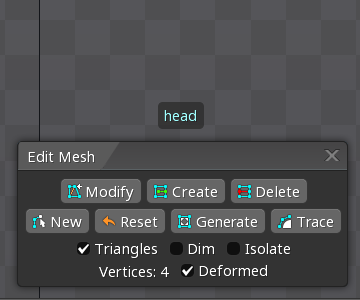 head
Edit Mesh
Modify Create Delete
New Reset Generate Trace
Triangles Dim Isolate
Vertices: 4 Deformed